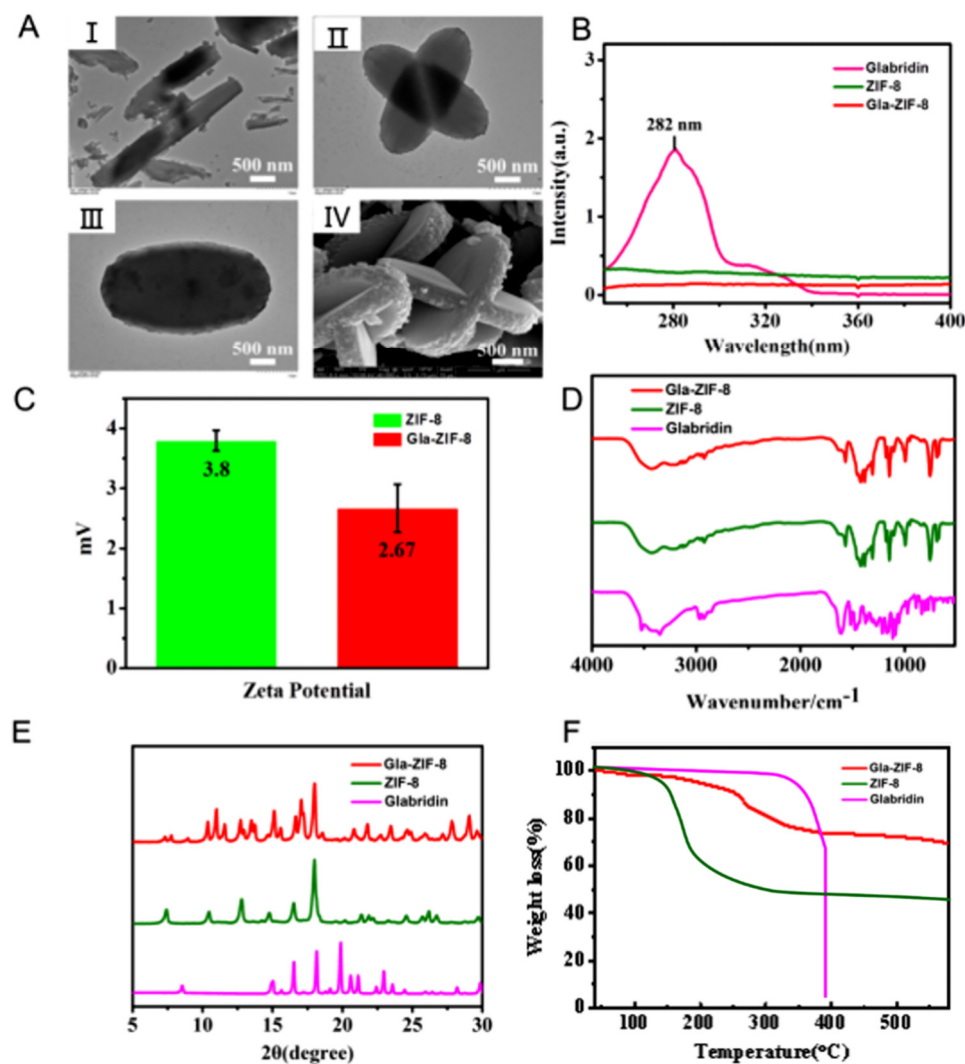 A
I
500 nm
II
500 nm
III
500 nm
IV
500 nm
B
Glabridin
ZIF-8
Gla-ZIF-8
282 nm
Intensity(a.u.)
3
2
1
0
280
320
360
400
Wavelength(nm)
C
ZIF-8
Gla-ZIF-8
mV
4
3
2
1
0
3.8
2.67
Zeta Potential
D
Gla-ZIF-8
ZIF-8
Glabridin
4000
3000
2000
1000
Wavenumber/cm-1
E
Gla-ZIF-8
ZIF-8
Glabridin
5
10
15
20
25
30
2θ(degree)
F
Gla-ZIF-8
ZIF-8
Glabridin
Weight loss(%)
100
80
60
40
20
0
100
200
300
400
500
Temperature(°C)